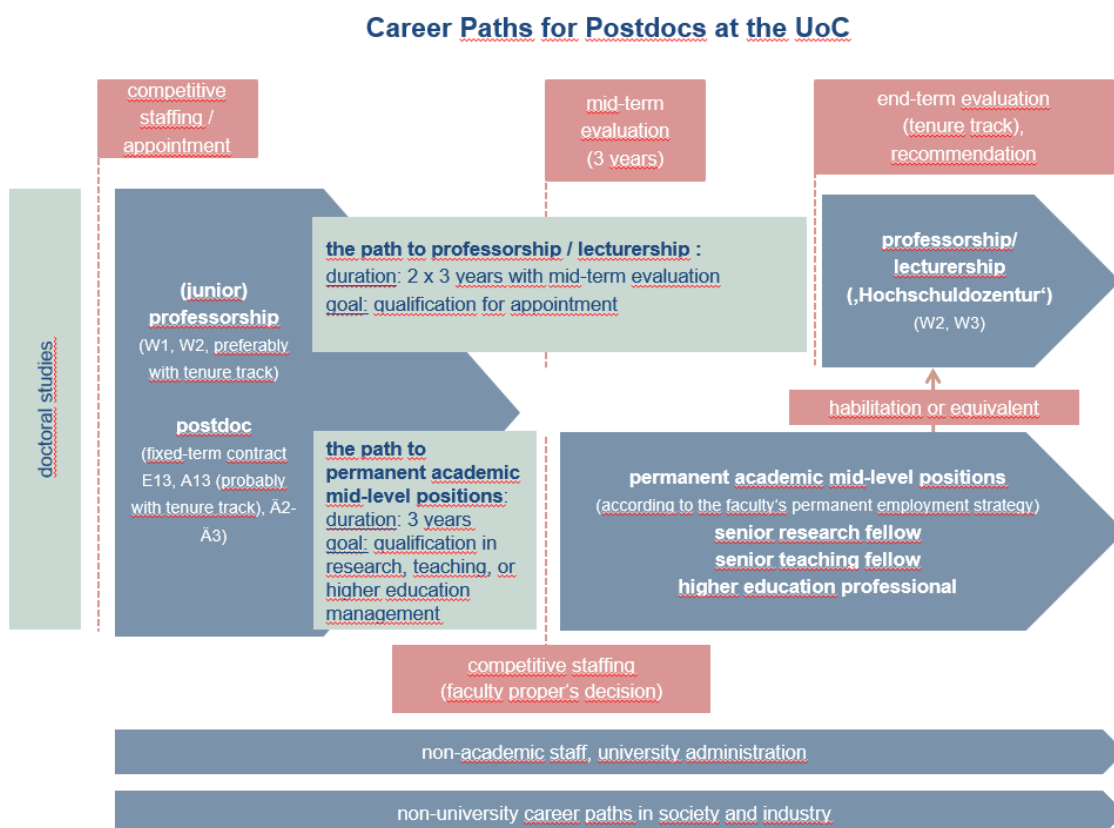 Career Paths for Postdocs at the UoC
competitive
staffing /
appointment
mid-term
evaluation
(3 years)
end-term evaluation
(tenure track),
recommendation
doctoral studies
(junior)
professorship
(W1, W2, preferably
with tenure track)
postdoc
(fixed-term contract
E13, A13 (probably
with tenure track), Ä2-
Ä3)
the path to professorship / lecturership :
duration: 2 x 3 years with mid-term evaluation
goal: qualification for appointment
professorship/
lecturership
(‚Hochschuldozentur‘)
(W2, W3)
habilitation or equivalent
the path to
permanent academic
mid-level positions:
duration: 3 years
goal: qualification in
research, teaching, or
higher education
management
permanent academic mid-level positions
(according to the faculty’s permanent employment strategy)
senior research fellow
senior teaching fellow
higher education professional
competitive staffing
(faculty proper‘s decision)
non-academic staff, university administration
non-university career paths in society and industry